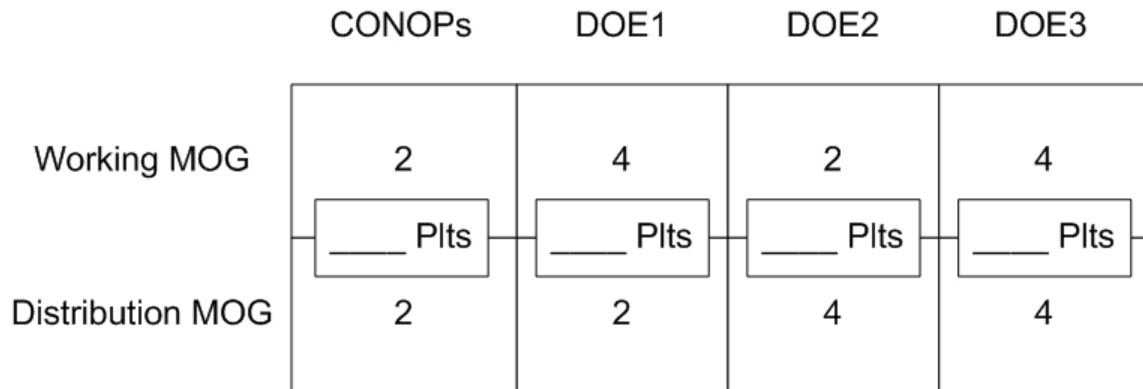 CONOPs DOE1 DOE2 DOE3
Working MOG 2 4 2 4
____ Plts ____ Plts ____ Plts ____ Plts
Distribution MOG 2 2 4 4